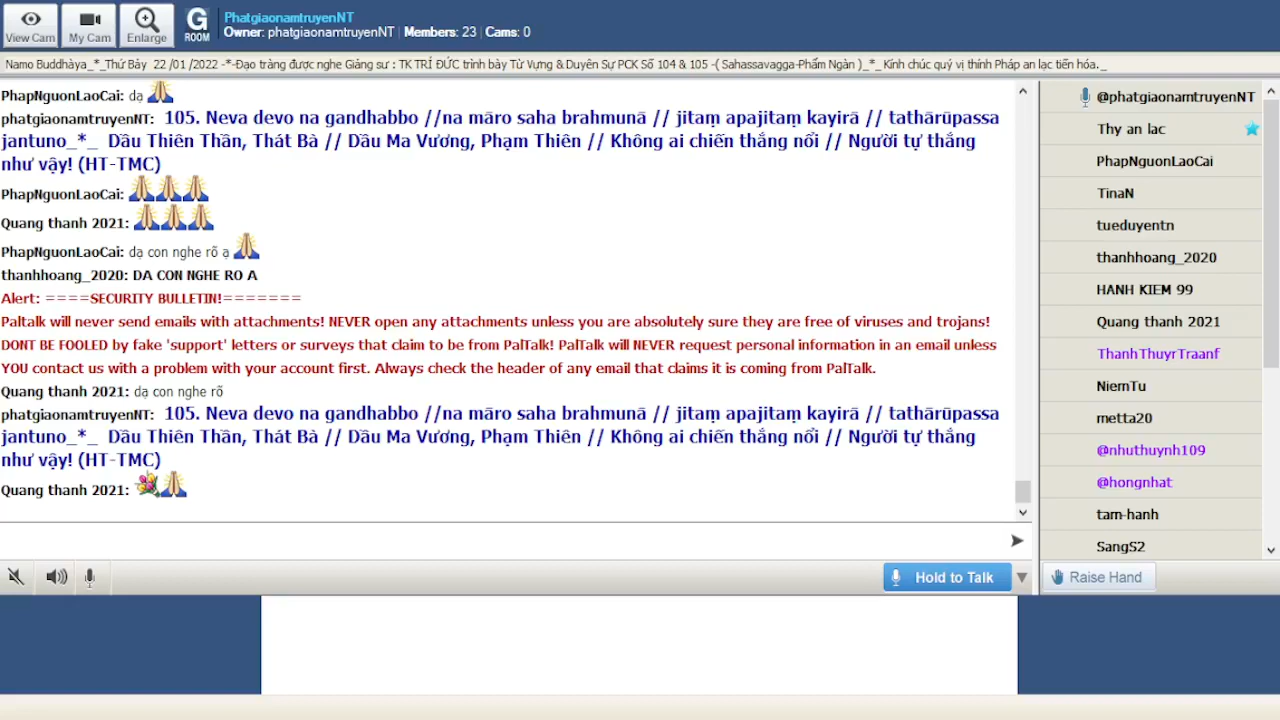 View Cam
My Cam
Enlarge
G
ROOM
PhatgiaonamtruyenNT
Owner: phatgiaonamtruyenNT | Members: 23 | Cams: 0
Namo Buddhàya_*_Thứ Bảy 22 /01 /2022 -*-Đạo tràng được nghe Giảng sư : TK TRÍ ĐỨC trình bày Từ Vựng & Duyên Sự PCK Số 104 & 105 -( Sahassavagga-Phẩm Ngàn )_*_ Kính chúc quý vị thính Pháp an lạc tiến hóa._
PhapNguonLaoCai: dạ
phatgiaonamtruyenNT: 105. Neva devo na gandhabbo //na māro saha brahmunā // jitaṃ apajitaṃ kayirā // tathārūpassa
jantuno_*_ Dầu Thiên Thần, Thát Bà // Dầu Ma Vương, Phạm Thiên // Không ai chiến thắng nổi // Người tự thắng
như vậy! (HT-TMC)
PhapNguonLaoCai:
Quang thanh 2021:
PhapNguonLaoCai: dạ con nghe rõ ạ
thanhhoang_2020: DA CON NGHE RO A
Alert: ====SECURITY BULLETIN!=======
Paltalk will never send emails with attachments! NEVER open any attachments unless you are absolutely sure they are free of viruses and trojans!
DONT BE FOOLED by fake 'support' letters or surveys that claim to be from PalTalk! PalTalk will NEVER request personal information in an email unless
YOU contact us with a problem with your account first. Always check the header of any email that claims it is coming from PalTalk.
Quang thanh 2021: dạ con nghe rõ
phatgiaonamtruyenNT: 105. Neva devo na gandhabbo //na māro saha brahmunā // jitaṃ apajitaṃ kayirā // tathārūpassa
jantuno_*_ Dầu Thiên Thần, Thát Bà // Dầu Ma Vương, Phạm Thiên // Không ai chiến thắng nổi // Người tự thắng
như vậy! (HT-TMC)
Quang thanh 2021:
Hold to Talk
@phatgiaonamtruyenNT
Thy an lac
PhapNguonLaoCai
TinaN
tueduyentn
thanhhoang_2020
HẠNH KIEM 99
Quang thanh 2021
ThanhThuyrTraanf
NiemTu
metta20
@nhuthuynh109
@hongnhat
tam-hanh
SangS2
Raise Hand